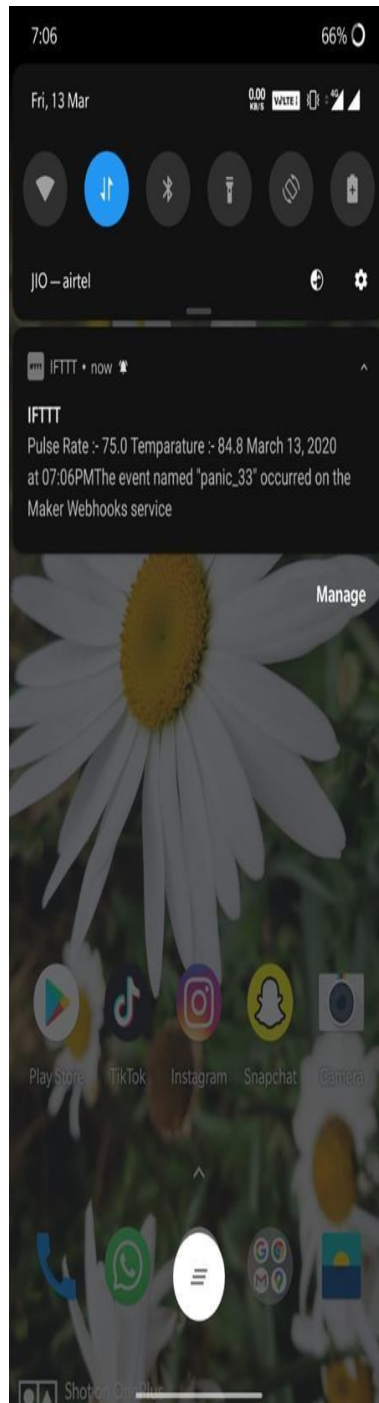 7:06 66%
Fri, 13 Mar 0.00 KB/S VoLTE 4G
JIO — airtel
IFTTT • now
IFTTT
Pulse Rate :- 75.0 Temparature :- 84.8 March 13, 2020
at 07:06PMThe event named "panic_33" occurred on the
Maker Webhooks service
Manage
Play Store TikTok Instagram Snapchat Camera
Shot on OnePlus